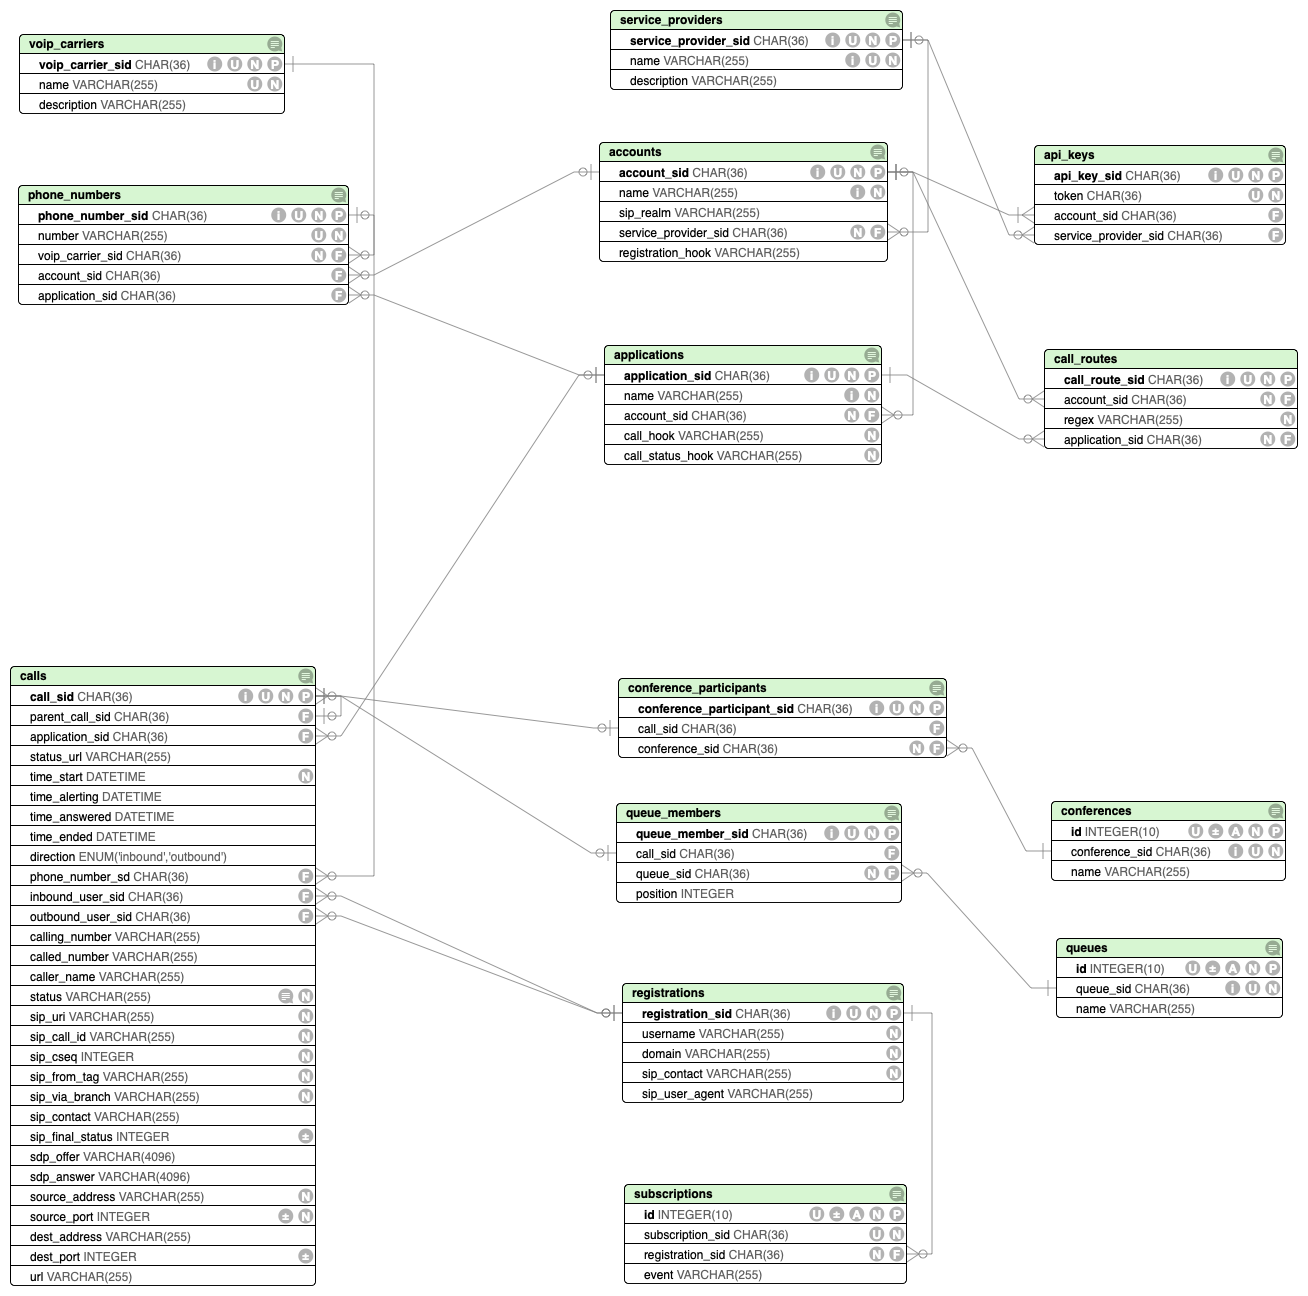 voip_carriers
voip_carrier_sid CHAR(36) i U N P
name VARCHAR(255) U N
description VARCHAR(255)
phone_numbers
phone_number_sid CHAR(36) i U N P
number VARCHAR(255) U N
voip_carrier_sid CHAR(36) N F
account_sid CHAR(36) F
application_sid CHAR(36) F
service_providers
service_provider_sid CHAR(36) i U N P
name VARCHAR(255) i U N
description VARCHAR(255)
accounts
account_sid CHAR(36) i U N P
name VARCHAR(255) i N
sip_realm VARCHAR(255)
service_provider_sid CHAR(36) N F
registration_hook VARCHAR(255)
api_keys
api_key_sid CHAR(36) i U N P
token CHAR(36) U N
account_sid CHAR(36) F
service_provider_sid CHAR(36) F
applications
application_sid CHAR(36) i U N P
name VARCHAR(255) i N
account_sid CHAR(36) N F
call_hook VARCHAR(255) N
call_status_hook VARCHAR(255) N
call_routes
call_route_sid CHAR(36) i U N P
account_sid CHAR(36) N F
regex VARCHAR(255) N
application_sid CHAR(36) N F
calls
call_sid CHAR(36) i U N P
parent_call_sid CHAR(36) F
application_sid CHAR(36) F
status_url VARCHAR(255)
time_start DATETIME N
time_alerting DATETIME
time_answered DATETIME
time_ended DATETIME
direction ENUM('inbound','outbound')
phone_number_sd CHAR(36) F
inbound_user_sid CHAR(36) F
outbound_user_sid CHAR(36) F
calling_number VARCHAR(255)
called_number VARCHAR(255)
caller_name VARCHAR(255)
status VARCHAR(255) N
sip_uri VARCHAR(255) N
sip_call_id VARCHAR(255) N
sip_cseq INTEGER N
sip_from_tag VARCHAR(255) N
sip_via_branch VARCHAR(255) N
sip_contact VARCHAR(255)
sip_final_status INTEGER ±
sdp_offer VARCHAR(4096)
sdp_answer VARCHAR(4096)
source_address VARCHAR(255) N
source_port INTEGER ± N
dest_address VARCHAR(255)
dest_port INTEGER ±
url VARCHAR(255)
conference_participants
conference_participant_sid CHAR(36) i U N P
call_sid CHAR(36) F
conference_sid CHAR(36) N F
queue_members
queue_member_sid CHAR(36) i U N P
call_sid CHAR(36) F
queue_sid CHAR(36) N F
position INTEGER
conferences
id INTEGER(10) U ± A N P
conference_sid CHAR(36) i U N
name VARCHAR(255)
queues
id INTEGER(10) U ± A N P
queue_sid CHAR(36) i U N
name VARCHAR(255)
registrations
registration_sid CHAR(36) i U N P
username VARCHAR(255) N
domain VARCHAR(255) N
sip_contact VARCHAR(255) N
sip_user_agent VARCHAR(255)
subscriptions
id INTEGER(10) U ± A N P
subscription_sid CHAR(36) U N
registration_sid CHAR(36) N F
event VARCHAR(255)